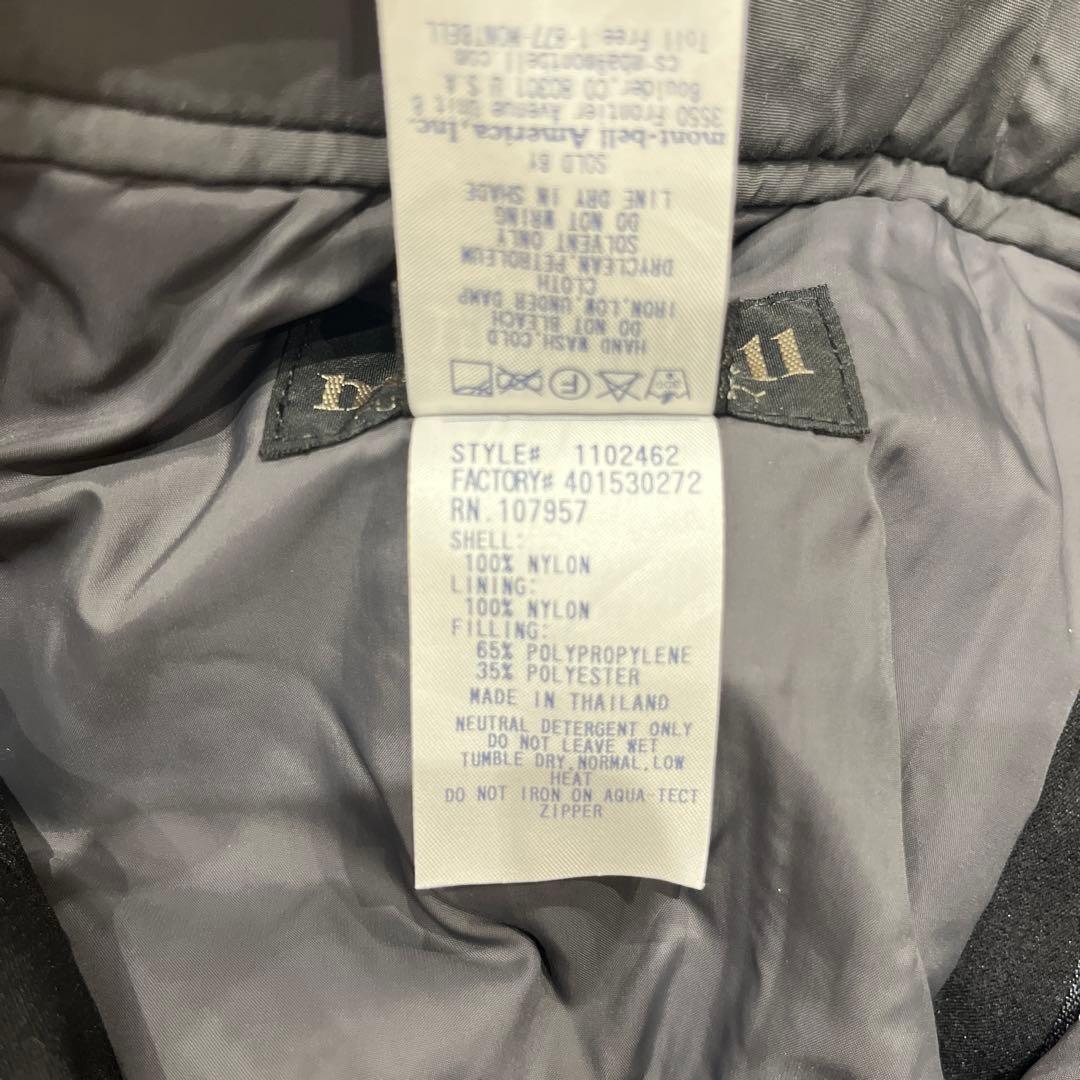 HAND WASH.COLD
DO NOT BLEACH
IRON.LOW.UNDER DAMP
CLOTH
DRYCLEAN.PETROLEUM
SOLVENT ONLY
DO NOT WRING
LINE DRY IN SHADE
SOLD BY
mont-bell America,Inc.
3550 Frontier Avenue Unit E
Boulder,CO 80301 U.S.A.
cs-mba@montbell.com
Toll Free.1-877-MONTBELL
ll
STYLE# 1102462
FACTORY# 401530272
RN.107957
SHELL:
100% NYLON
LINING:
100% NYLON
FILLING:
65% POLYPROPYLENE
35% POLYESTER
MADE IN THAILAND
NEUTRAL DETERGENT ONLY
DO NOT LEAVE WET
TUMBLE DRY.NORMAL.LOW
HEAT
DO NOT IRON ON AQUA-TECT
ZIPPER